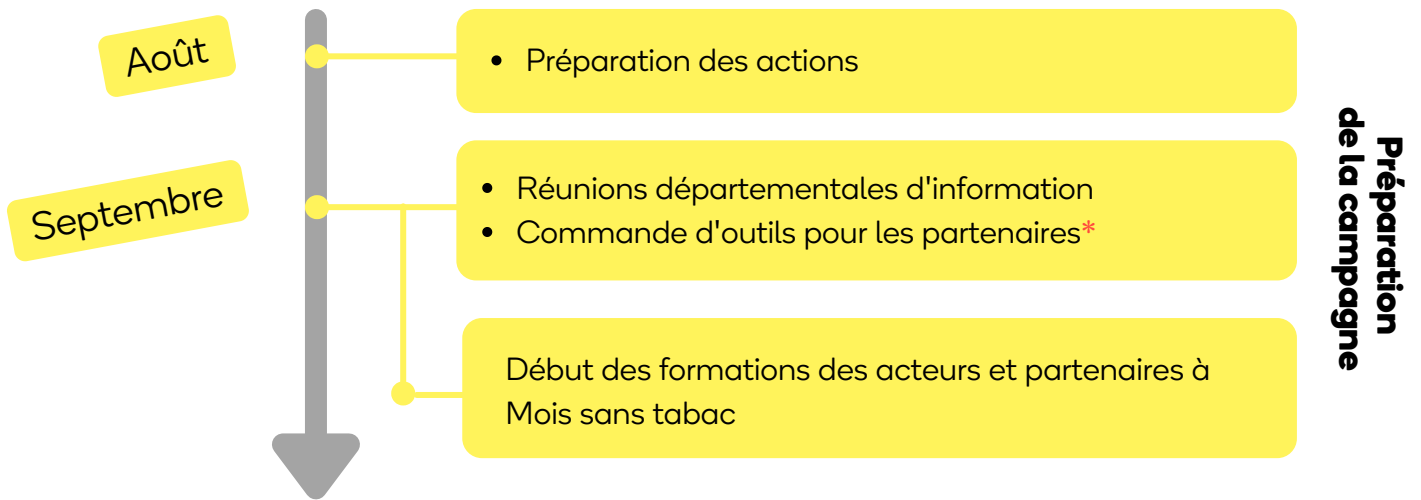 Août
• Préparation des actions
Septembre
• Réunions départementales d'information
• Commande d'outils pour les partenaires*
Début des formations des acteurs et partenaires à
Mois sans tabac
Préparation
de la campagne